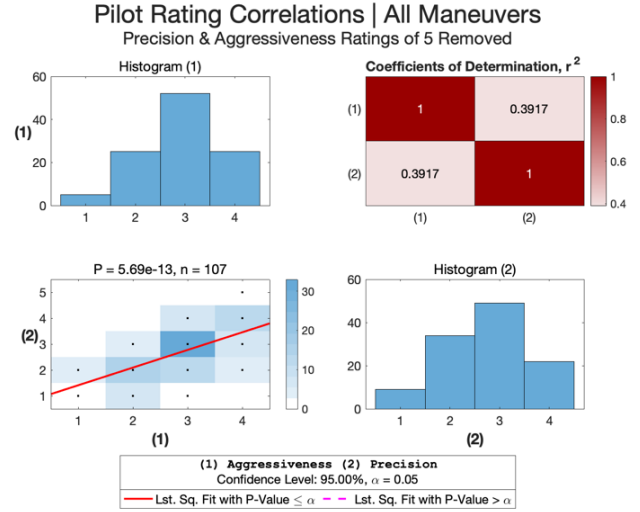 Pilot Rating Correlations | All Maneuvers
Precision & Aggressiveness Ratings of 5 Removed
Histogram (1)
60
40
20
0
(1)
1 2 3 4
Coefficients of Determination, r²
(1)
(2)
1 0.3917
0.3917 1
(1) (2)
1
0.8
0.6
0.4
P = 5.69e-13, n = 107
5
4
3
2
1
(2)
1 2 3 4
(1)
30
20
10
0
Histogram (2)
60
40
20
0
1 2 3 4
(2)
(1) Aggressiveness (2) Precision
Confidence Level: 95.00%, α = 0.05
Lst. Sq. Fit with P-Value ≤ α Lst. Sq. Fit with P-Value > α